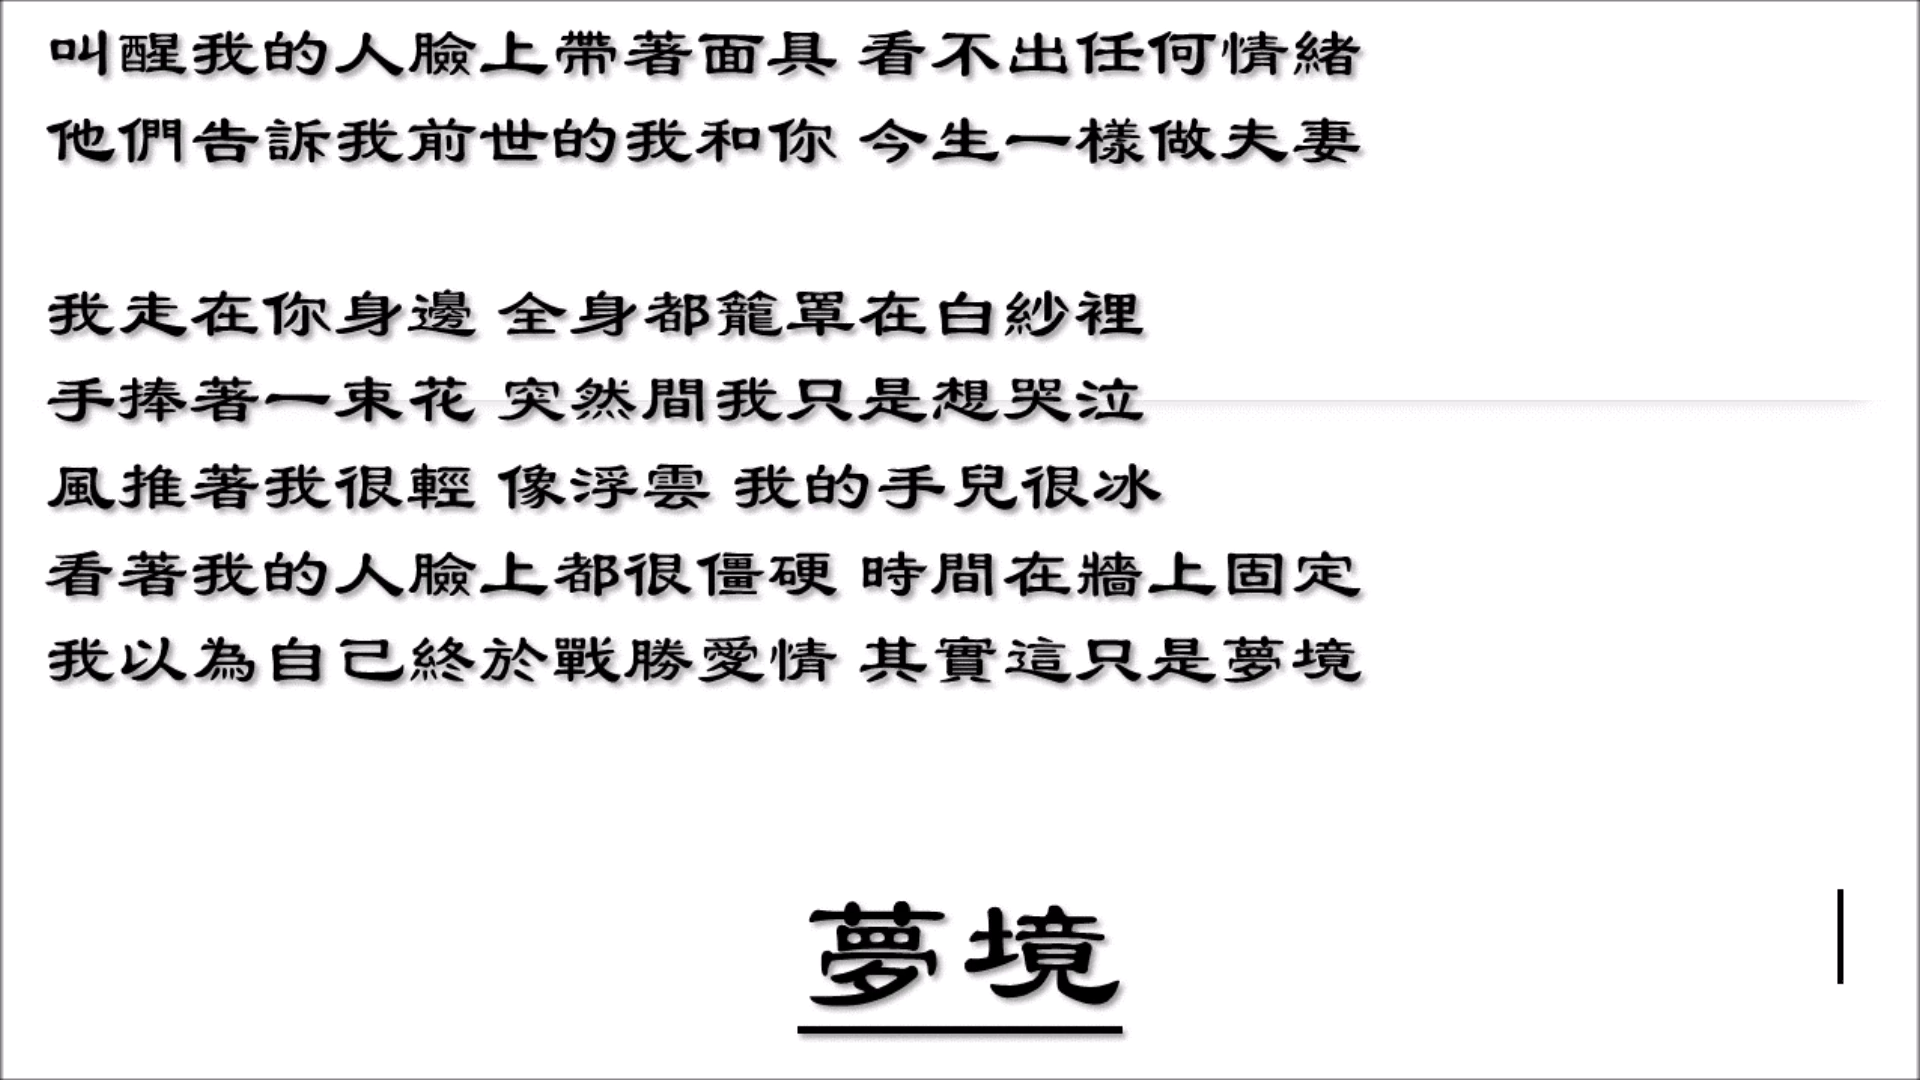 叫醒我的人臉上帶著面具 看不出任何情緒
他們告訴我前世的我和你 今生一樣做夫妻
我走在你身邊 全身都籠罩在白紗裡
手捧著一束花 突然間我只是想哭泣
風推著我很輕 像浮雲 我的手兒很冰
看著我的人臉上都很僵硬 時間在牆上固定
我以為自己終於戰勝愛情 其實這只是夢境
夢境